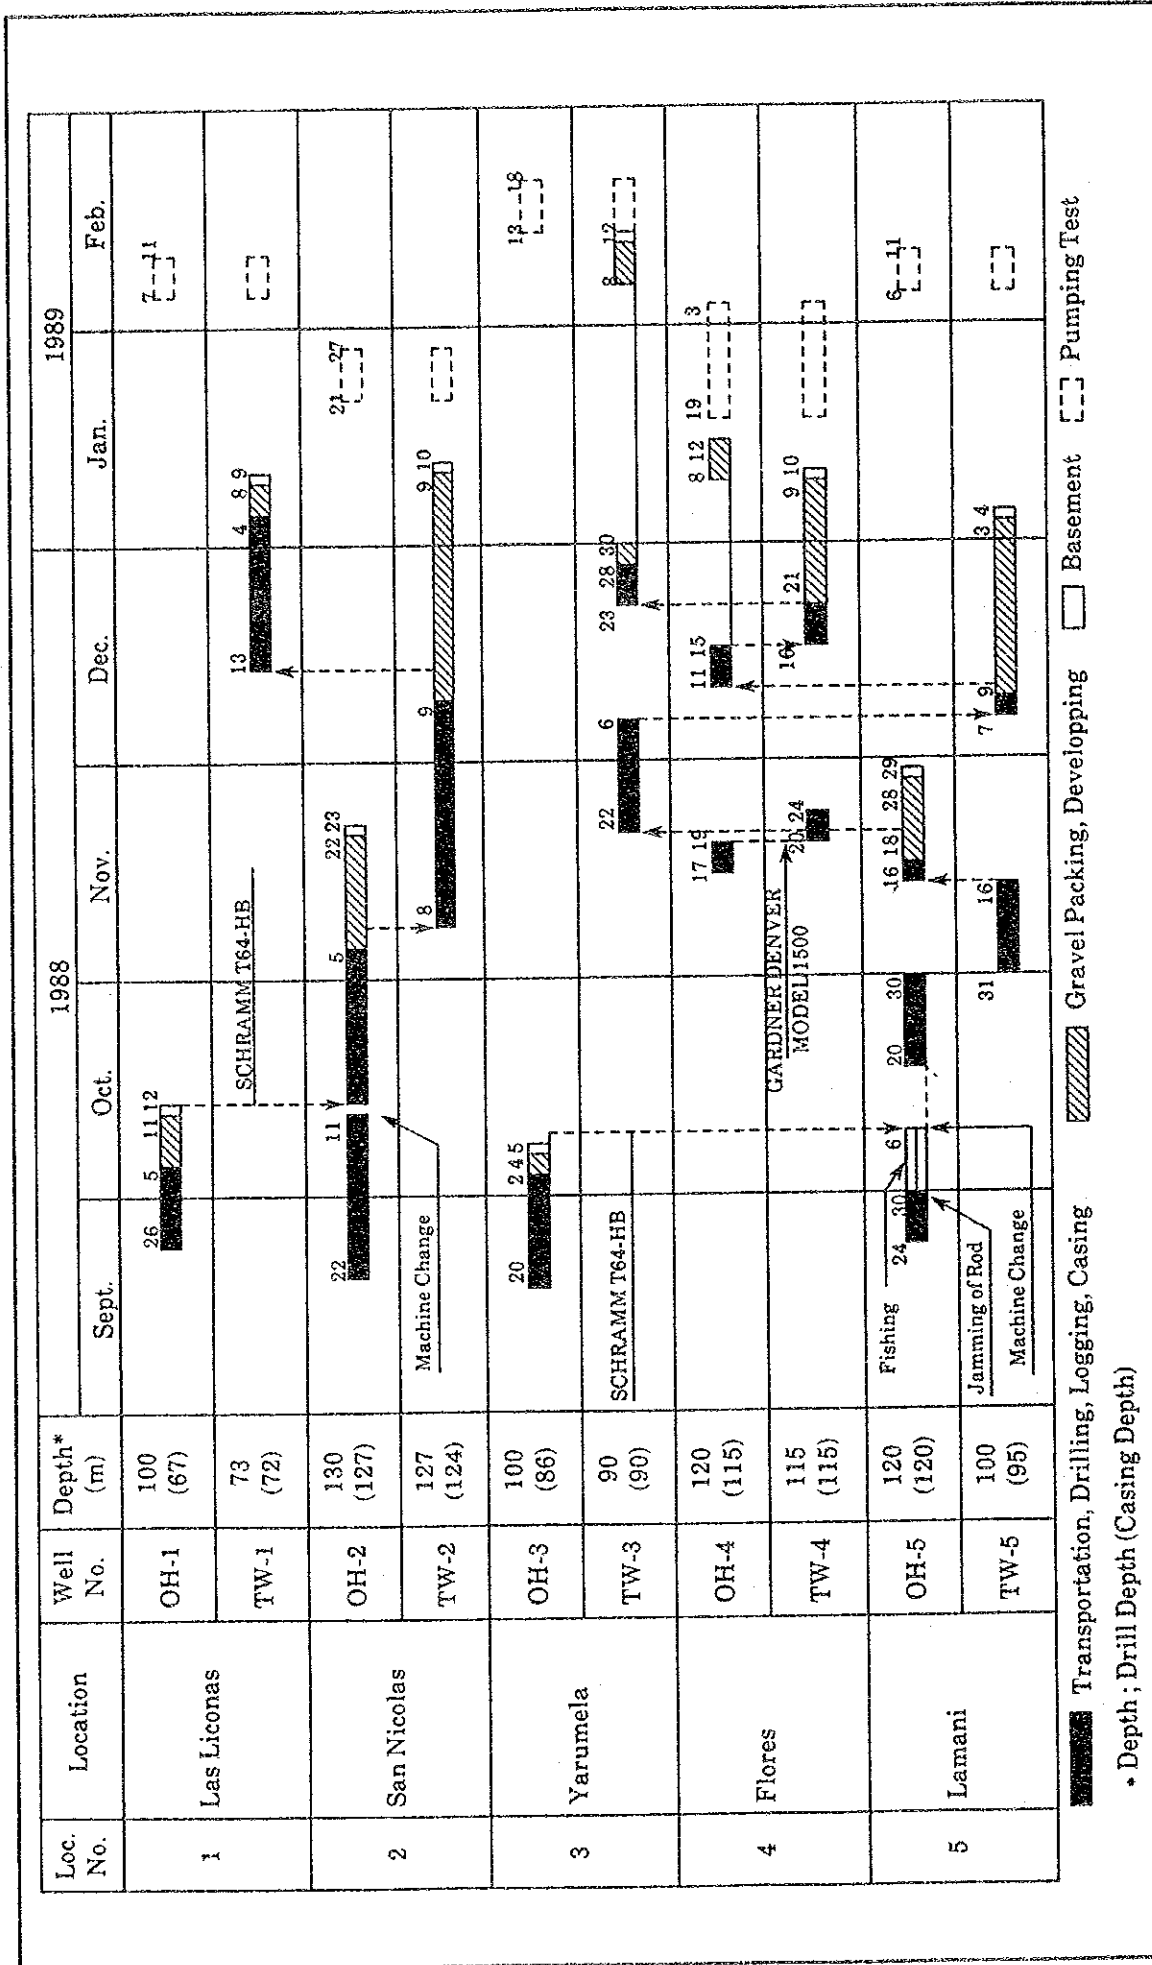 Loc. No.
Location
Well No.
Depth* (m)
1988
1989
Sept.
Oct.
Nov.
Dec.
Jan.
Feb.
1
Las Liconas
OH-1
100 (67)
26
5
11
12
7
11
TW-1
73 (72)
SCHRAMM T64-HB
13
4
8
9
2
San Nicolas
OH-2
130 (127)
22
11
5
22
23
21
27
TW-2
127 (124)
Machine Change
8
9
9
10
3
Yarumela
OH-3
100 (86)
20
2
4
5
13
18
TW-3
90 (90)
SCHRAMM T64-HB
22
6
23
28
30
8
12
4
Flores
OH-4
120 (115)
17
19
11
15
8
12
19
3
TW-4
115 (115)
GARDNER DENVER
MODEL 1500
20
24
16
21
9
10
5
Lamani
OH-5
120 (120)
Fishing
24
30
6
20
30
16
18
28
29
6
11
TW-5
100 (95)
Jamming of Rod
Machine Change
31
16
7
9
3
4
Transportation, Drilling, Logging, Casing
Gravel Packing, Developping
Basement
Pumping Test
* Depth ; Drill Depth (Casing Depth)